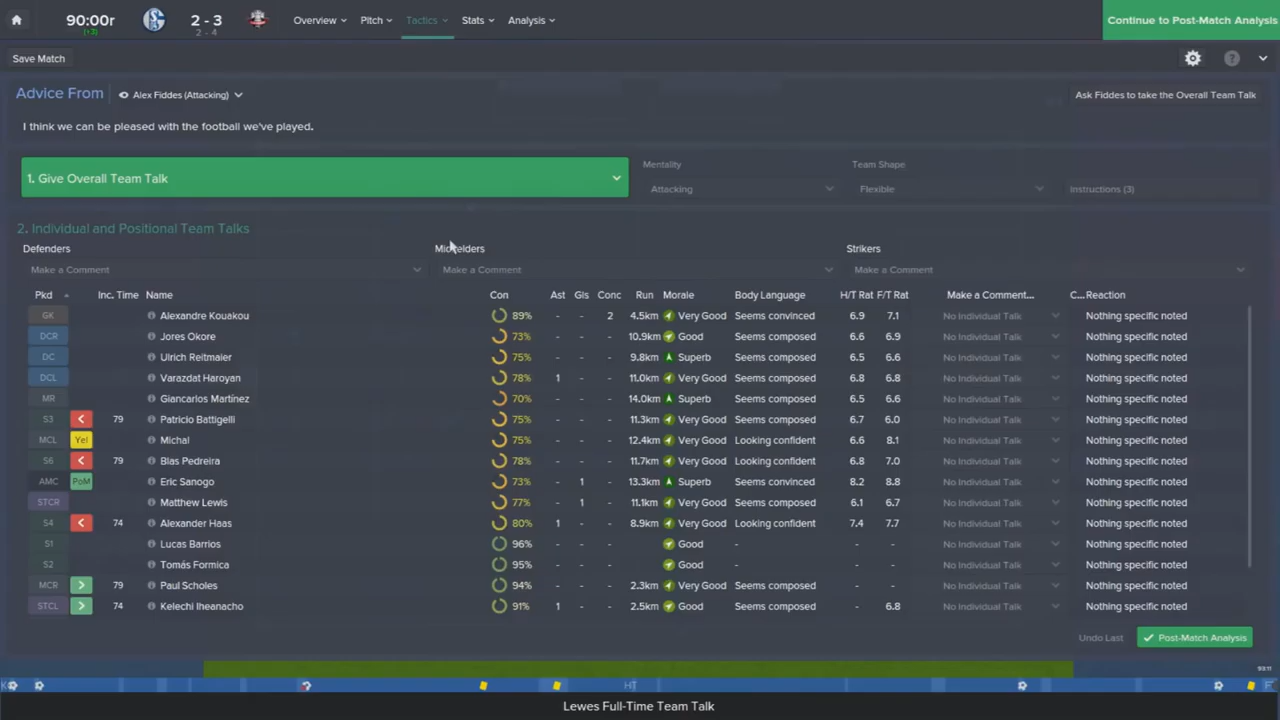 90:00r
(+3)
2 - 3
2 - 4
Overview
Pitch
Tactics
Stats
Analysis
Continue to Post-Match Analysis
Save Match
?
Advice From
Alex Fiddes (Attacking)
Ask Fiddes to take the Overall Team Talk
I think we can be pleased with the football we've played.
1. Give Overall Team Talk
Mentality
Attacking
Team Shape
Flexible
Instructions (3)
2. Individual and Positional Team Talks
Defenders
Midfielders
Strikers
Make a Comment
Make a Comment
Make a Comment
Pkd Inc. Time Name Con Ast Gls Conc Run Morale Body Language H/T Rat F/T Rat Make a Comment... C... Reaction
GK Alexandre Kouakou 89% - - 2 4.5km Very Good Seems convinced 6.9 7.1 No Individual Talk Nothing specific noted
DCR Jores Okore 73% - - - 10.9km Good Seems composed 6.6 6.9 No Individual Talk Nothing specific noted
DC Ulrich Reitmaier 75% - - - 9.8km Superb Seems composed 6.5 6.6 No Individual Talk Nothing specific noted
DCL Varazdat Haroyan 78% 1 - - 11.0km Very Good Seems composed 6.8 6.8 No Individual Talk Nothing specific noted
MR Giancarlos Martínez 70% - - - 14.0km Superb Seems composed 6.5 6.6 No Individual Talk Nothing specific noted
S3 79 Patricio Battigelli 75% - - - 11.3km Very Good Seems composed 6.7 6.0 No Individual Talk Nothing specific noted
MCL Yel Michal 75% - - - 12.4km Very Good Looking confident 6.6 8.1 No Individual Talk Nothing specific noted
S6 79 Blas Pedreira 78% - - - 11.7km Very Good Looking confident 6.8 7.0 No Individual Talk Nothing specific noted
AMC PoM Eric Sanogo 73% - 1 - 13.3km Superb Seems convinced 8.2 8.8 No Individual Talk Nothing specific noted
STCR Matthew Lewis 77% - 1 - 11.1km Very Good Seems composed 6.1 6.7 No Individual Talk Nothing specific noted
S4 74 Alexander Haas 80% 1 - - 8.9km Very Good Looking confident 7.4 7.7 No Individual Talk Nothing specific noted
S1 Lucas Barrios 96% Good - - - No Individual Talk Nothing specific noted
S2 Tomás Formica 95% Good - - - No Individual Talk Nothing specific noted
MCR 79 Paul Scholes 94% - - - 2.3km Very Good Seems composed - - No Individual Talk Nothing specific noted
STCL 74 Kelechi Iheanacho 91% 1 - - 2.5km Good Seems composed - 6.8 No Individual Talk Nothing specific noted
Undo Last
Post-Match Analysis
93:11
HT
Lewes Full-Time Team Talk